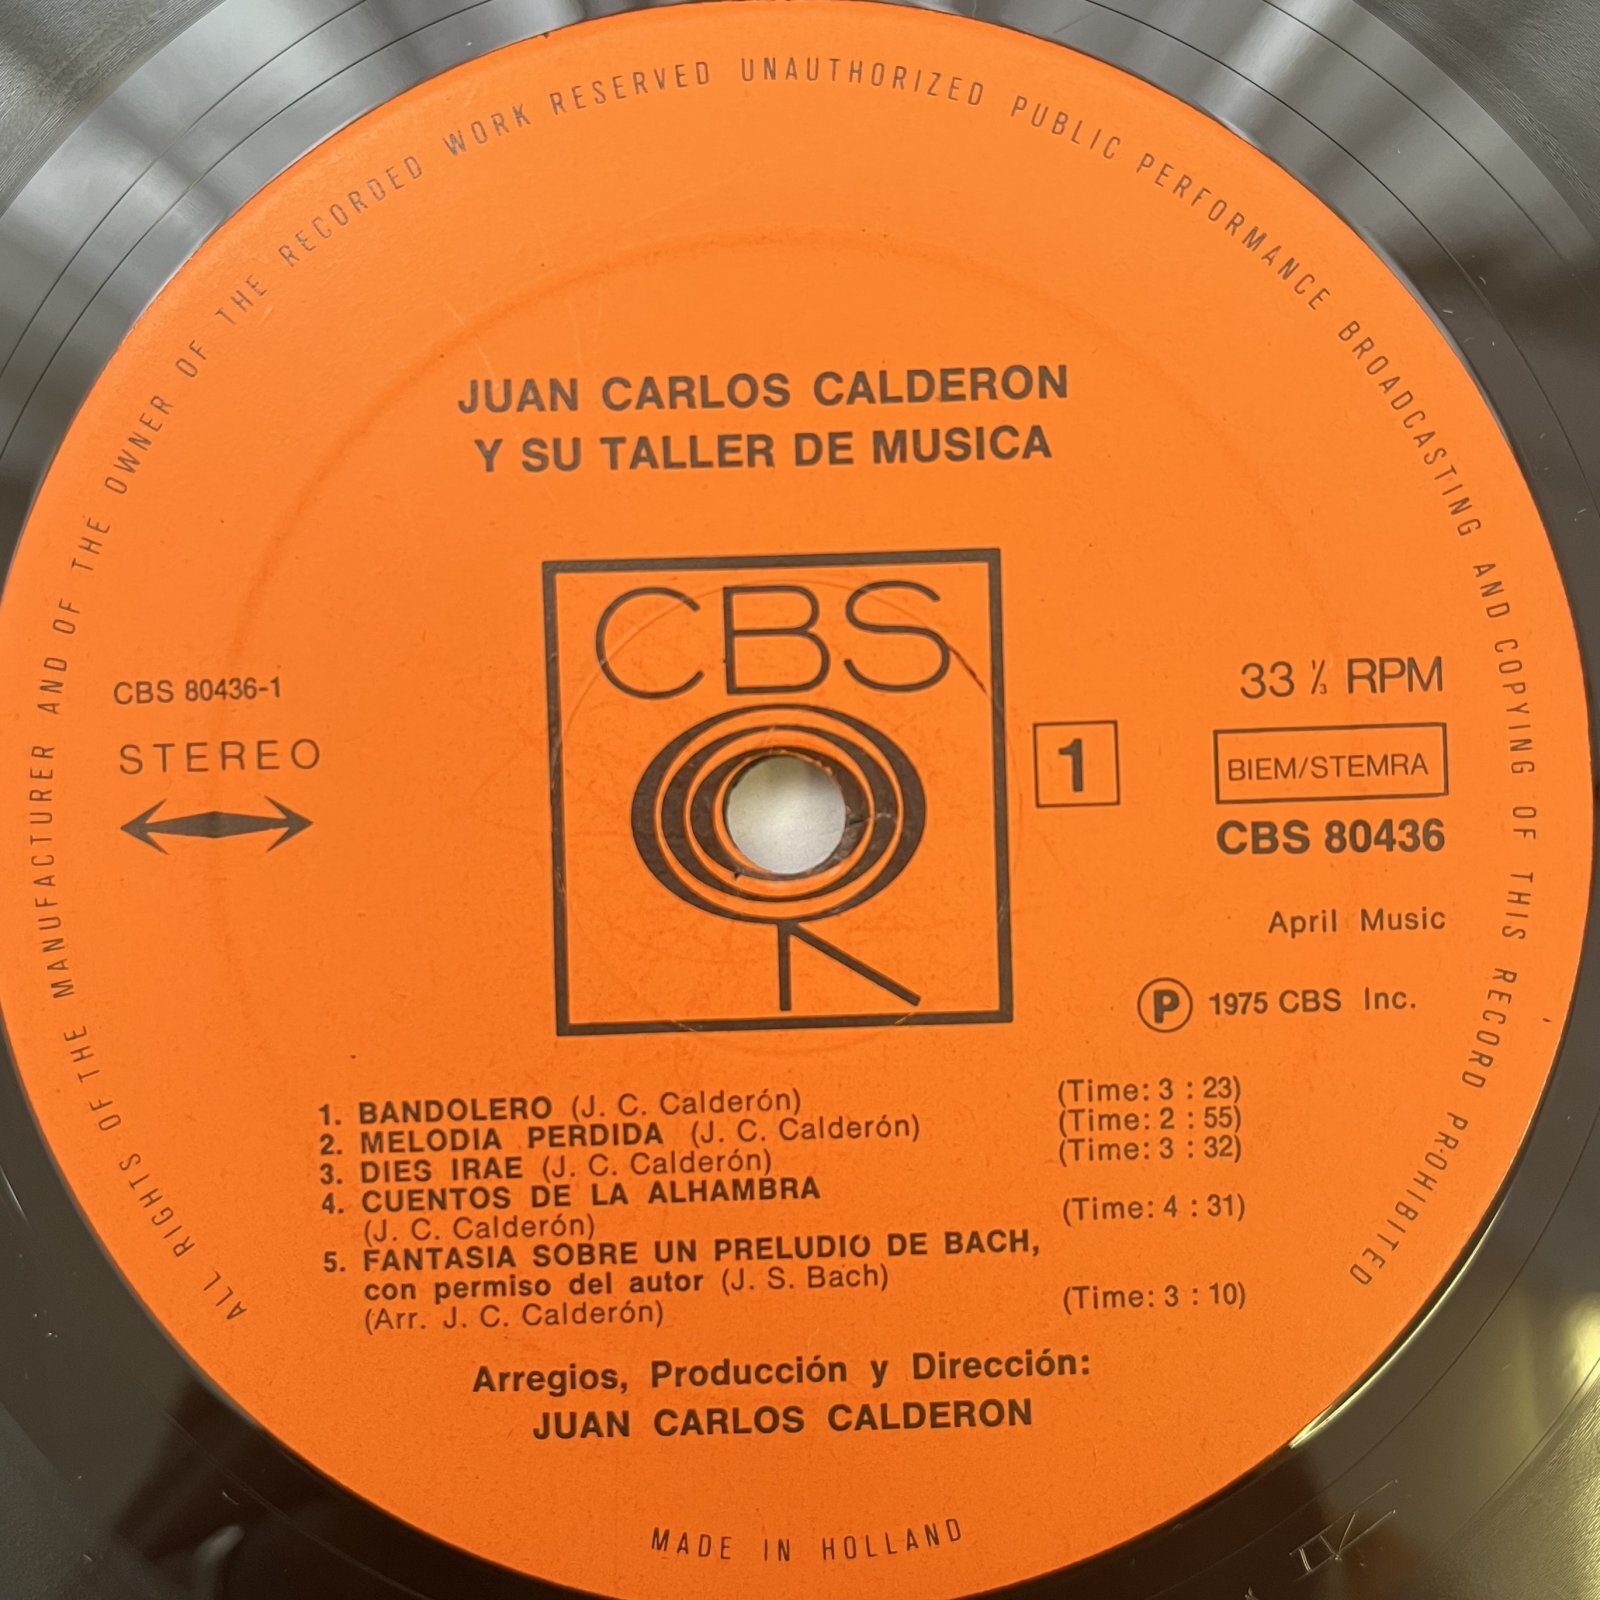 ALL RIGHTS OF THE MANUFACTURER AND OF THE OWNER OF THE RECORDED WORK RESERVED UNAUTHORIZED PUBLIC PERFORMANCE BROADCASTING AND COPYING OF THIS RECORD PROHIBITED
JUAN CARLOS CALDERON
Y SU TALLER DE MUSICA
CBS
CBS 80436-1
STEREO
1
33 ⅓ RPM
BIEM/STEMRA
CBS 80436
April Music
Ⓟ 1975 CBS Inc.
1. BANDOLERO (J. C. Calderón) (Time: 3 : 23)
2. MELODIA PERDIDA (J. C. Calderón) (Time: 2 : 55)
3. DIES IRAE (J. C. Calderón) (Time: 3 : 32)
4. CUENTOS DE LA ALHAMBRA
(J. C. Calderón) (Time: 4 : 31)
5. FANTASIA SOBRE UN PRELUDIO DE BACH,
con permiso del autor (J. S. Bach)
(Arr. J. C. Calderón) (Time: 3 : 10)
Arregios, Producción y Dirección:
JUAN CARLOS CALDERON
MADE IN HOLLAND